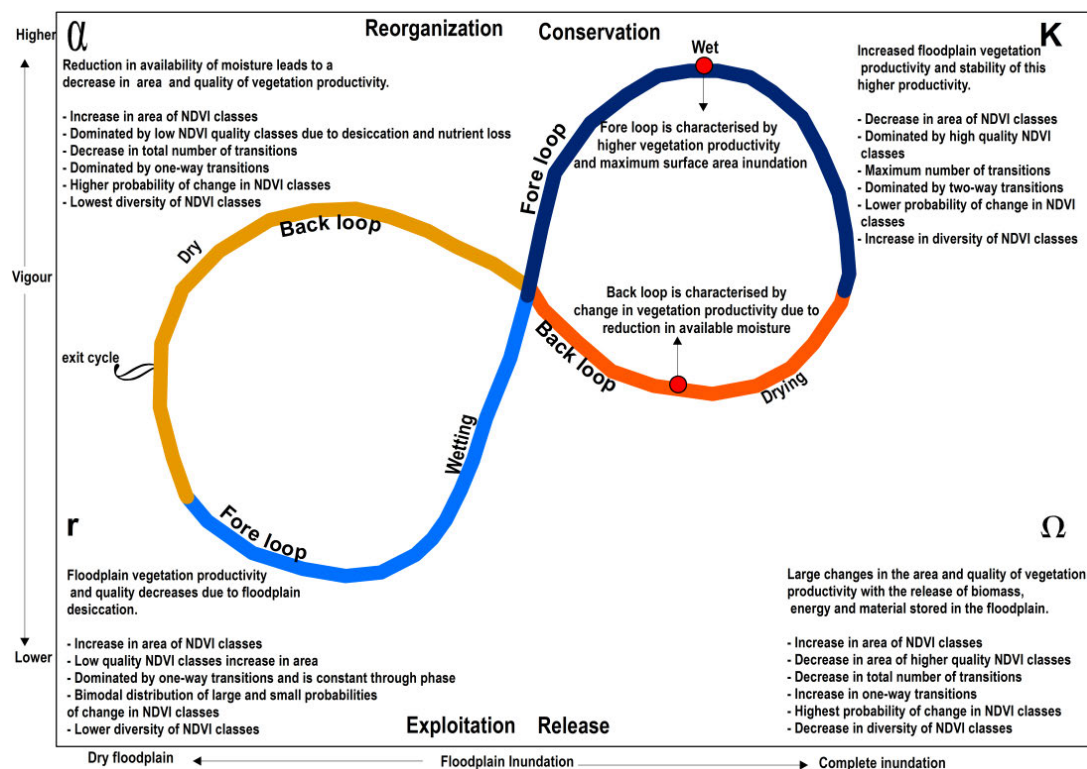 Higher
α
Reorganization
Conservation
K
Reduction in availability of moisture leads to a
decrease in area and quality of vegetation productivity.
- Increase in area of NDVI classes
- Dominated by low NDVI quality classes due to desiccation and nutrient loss
- Decrease in total number of transitions
- Dominated by one-way transitions
- Higher probability of change in NDVI classes
- Lowest diversity of NDVI classes
Wet
Fore loop is characterised by
higher vegetation productivity
and maximum surface area inundation
Fore loop
Increased floodplain vegetation
productivity and stability of this
higher productivity.
- Decrease in area of NDVI classes
- Dominated by high quality NDVI
classes
- Maximum number of transitions
- Dominated by two-way transitions
- Lower probability of change in NDVI
classes
- Increase in diversity of NDVI classes
Dry
Back loop
Vigour
Back loop is characterised by
change in vegetation productivity due to
reduction in available moisture
Back loop
Drying
exit cycle
Wetting
Fore loop
r
Floodplain vegetation productivity
and quality decreases due to floodplain
desiccation.
- Increase in area of NDVI classes
- Low quality NDVI classes increase in area
- Dominated by one-way transitions and is constant through phase
- Bimodal distribution of large and small probabilities
of change in NDVI classes
- Lower diversity of NDVI classes
Lower
Ω
Large changes in the area and quality of vegetation
productivity with the release of biomass,
energy and material stored in the floodplain.
- Increase in area of NDVI classes
- Decrease in area of higher quality NDVI classes
- Decrease in total number of transitions
- Increase in one-way transitions
- Highest probability of change in NDVI classes
- Decrease in diversity of NDVI classes
Exploitation
Release
Dry floodplain
Floodplain Inundation
Complete inundation